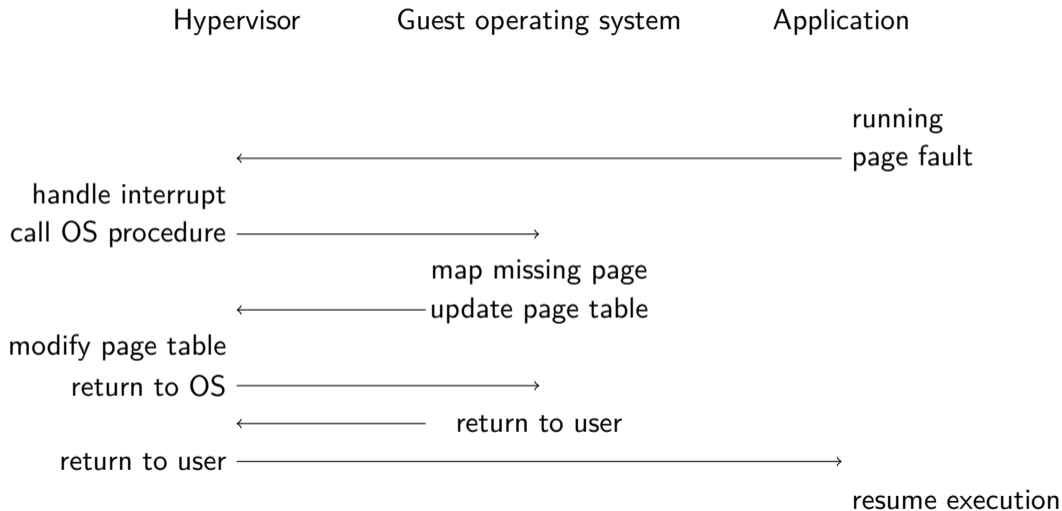 Hypervisor Guest operating system Application
running
page fault
handle interrupt
call OS procedure
map missing page
update page table
modify page table
return to OS
return to user
return to user
resume execution